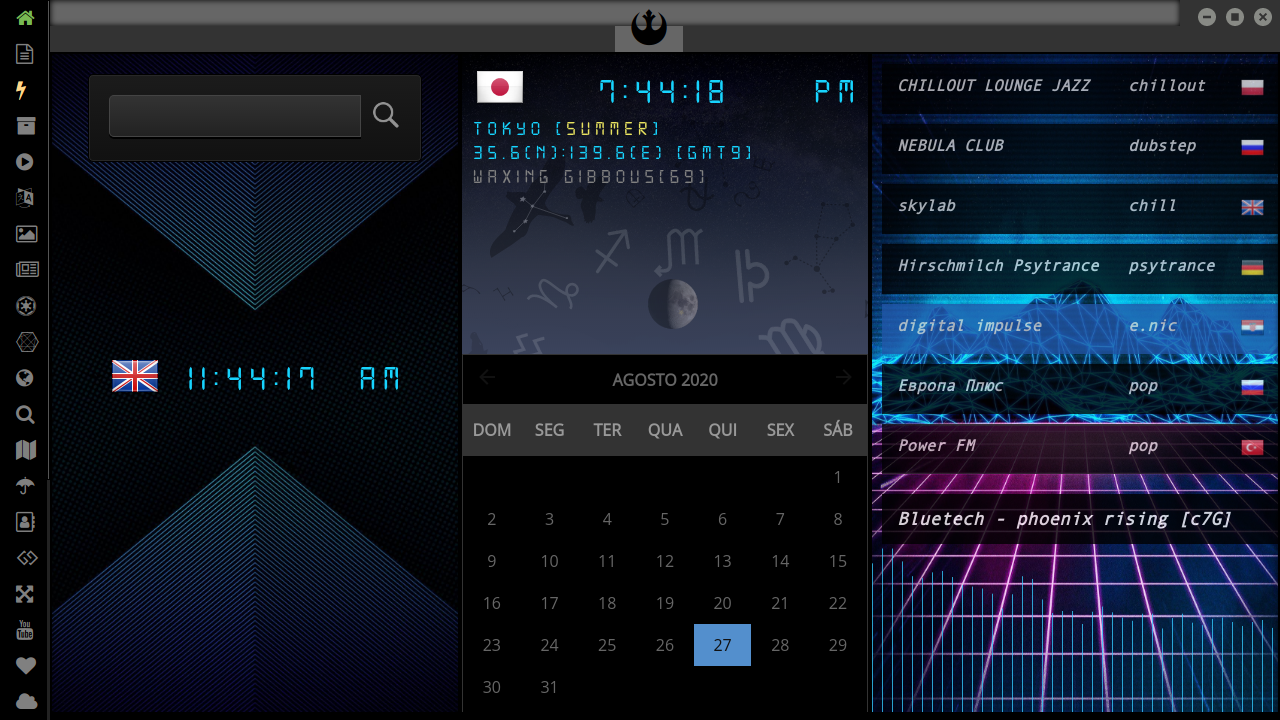 11:44:17 AM
7:44:18 PM
TOKYO [SUMMER]
35.6(N):139.6(E) [GMT9]
WAXING GIBBOUS[69]
AGOSTO 2020
DOM SEG TER QUA QUI SEX SÁB
1
2 3 4 5 6 7 8
9 10 11 12 13 14 15
16 17 18 19 20 21 22
23 24 25 26 27 28 29
30 31
CHILLOUT LOUNGE JAZZ chillout
NEBULA CLUB dubstep
skylab chill
Hirschmilch Psytrance psytrance
digital impulse e.nic
Европа Плюс pop
Power FM pop
Bluetech - phoenix rising [c7G]
You
Tube